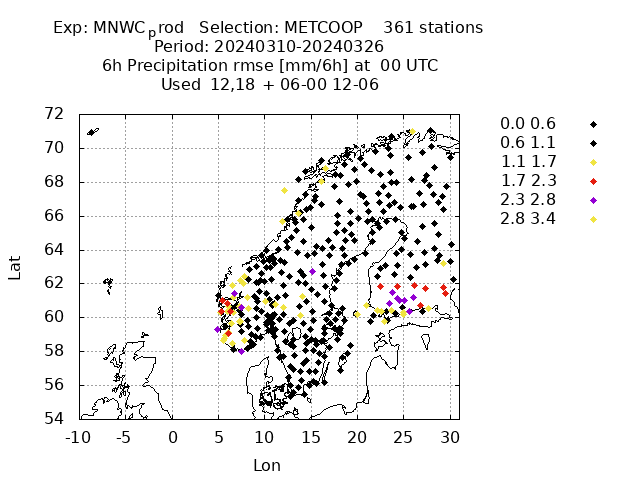 Exp: MNWCprod   Selection: METCOOP    361 stations
Period: 20240310-20240326
6h Precipitation rmse [mm/6h] at  00 UTC
Used  12,18  + 06-00 12-06
72
70
68
66
64
62
60
58
56
54
Lat
-10 -5 0 5 10 15 20 25 30
Lon
0.0 0.6
0.6 1.1
1.1 1.7
1.7 2.3
2.3 2.8
2.8 3.4